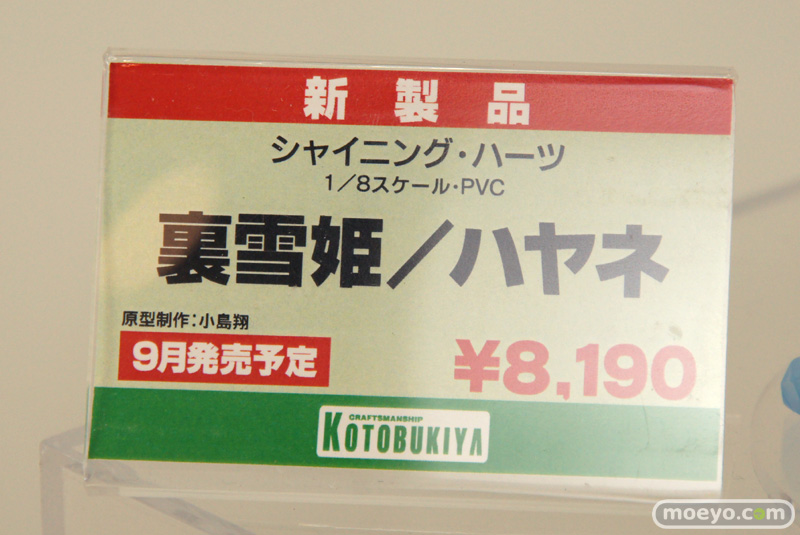 新製品
シャイニング・ハーツ
1／8スケール・PVC
裏雪姫／ハヤネ
原型制作：小島翔
9月発売予定
¥8,190
CRAFTSMANSHIP
KOTOBUKIYA
moeyo.com